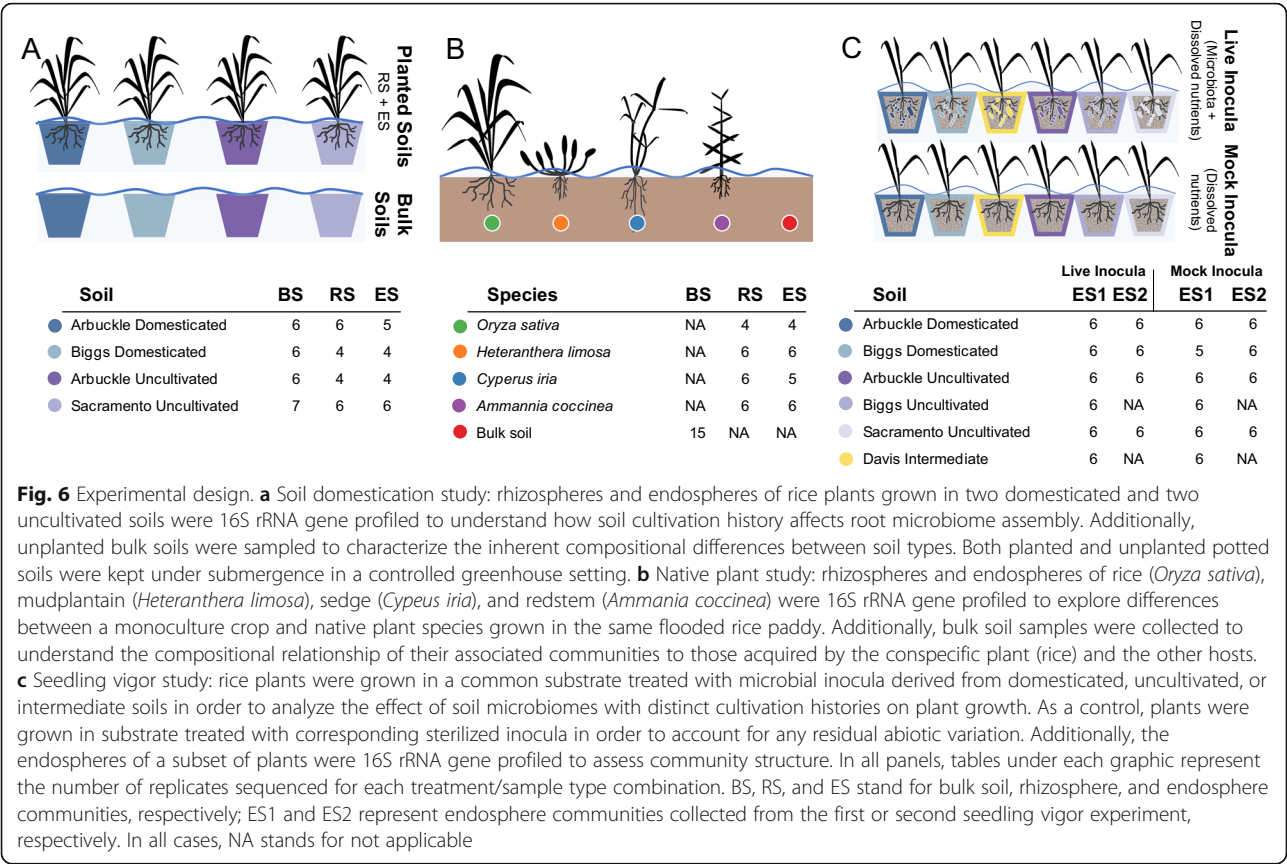 A
Planted Soils
RS + ES
Bulk
Soils
Soil BS RS ES
Arbuckle Domesticated 6 6 5
Biggs Domesticated 6 4 4
Arbuckle Uncultivated 6 4 4
Sacramento Uncultivated 7 6 6
B
Species BS RS ES
Oryza sativa NA 4 4
Heteranthera limosa NA 6 6
Cyperus iria NA 6 5
Ammannia coccinea NA 6 6
Bulk soil 15 NA NA
C
Live Inocula
(Microbiota +
Dissolved nutrients)
Mock Inocula
(Dissolved
nutrients)
Live Inocula Mock Inocula
Soil ES1 ES2 ES1 ES2
Arbuckle Domesticated 6 6 6 6
Biggs Domesticated 6 6 5 6
Arbuckle Uncultivated 6 6 6 6
Biggs Uncultivated 6 NA 6 NA
Sacramento Uncultivated 6 6 6 6
Davis Intermediate 6 NA 6 NA
Fig. 6 Experimental design. a Soil domestication study: rhizospheres and endospheres of rice plants grown in two domesticated and two
uncultivated soils were 16S rRNA gene profiled to understand how soil cultivation history affects root microbiome assembly. Additionally,
unplanted bulk soils were sampled to characterize the inherent compositional differences between soil types. Both planted and unplanted potted
soils were kept under submergence in a controlled greenhouse setting. b Native plant study: rhizospheres and endospheres of rice (Oryza sativa),
mudplantain (Heteranthera limosa), sedge (Cypeus iria), and redstem (Ammania coccinea) were 16S rRNA gene profiled to explore differences
between a monoculture crop and native plant species grown in the same flooded rice paddy. Additionally, bulk soil samples were collected to
understand the compositional relationship of their associated communities to those acquired by the conspecific plant (rice) and the other hosts.
c Seedling vigor study: rice plants were grown in a common substrate treated with microbial inocula derived from domesticated, uncultivated, or
intermediate soils in order to analyze the effect of soil microbiomes with distinct cultivation histories on plant growth. As a control, plants were
grown in substrate treated with corresponding sterilized inocula in order to account for any residual abiotic variation. Additionally, the
endospheres of a subset of plants were 16S rRNA gene profiled to assess community structure. In all panels, tables under each graphic represent
the number of replicates sequenced for each treatment/sample type combination. BS, RS, and ES stand for bulk soil, rhizosphere, and endosphere
communities, respectively; ES1 and ES2 represent endosphere communities collected from the first or second seedling vigor experiment,
respectively. In all cases, NA stands for not applicable